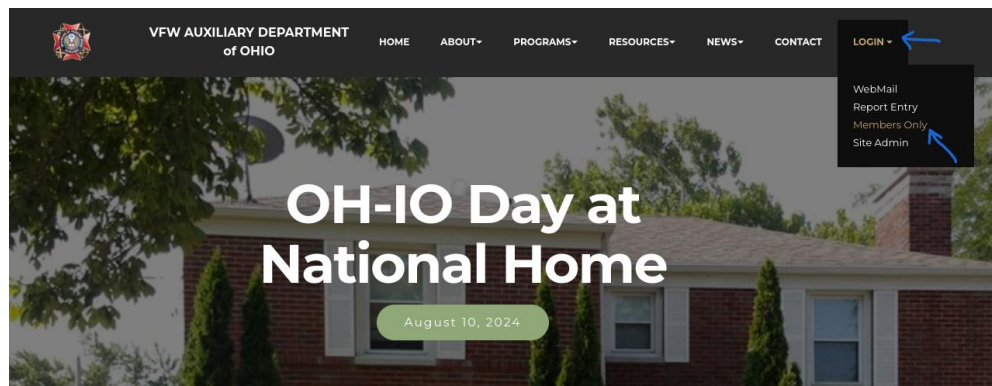 VFW AUXILIARY DEPARTMENT
of OHIO
HOME ABOUT PROGRAMS RESOURCES NEWS CONTACT LOGIN
WebMail
Report Entry
Members Only
Site Admin
OH-IO Day at
National Home
August 10, 2024